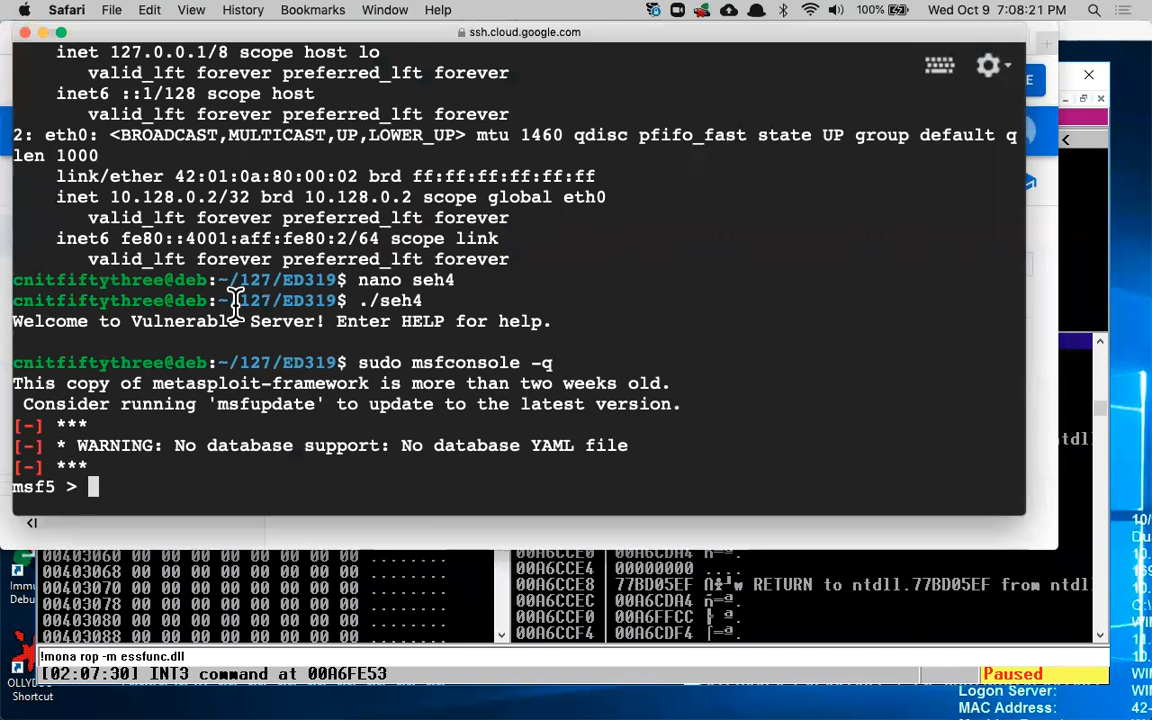 Safari File Edit View History Bookmarks Window Help 100% Wed Oct 9 7:08:21 PM
ssh.cloud.google.com
inet 127.0.0.1/8 scope host lo
valid_lft forever preferred_lft forever
inet6 ::1/128 scope host
valid_lft forever preferred_lft forever
2: eth0: <BROADCAST,MULTICAST,UP,LOWER_UP> mtu 1460 qdisc pfifo_fast state UP group default q
len 1000
link/ether 42:01:0a:80:00:02 brd ff:ff:ff:ff:ff:ff
inet 10.128.0.2/32 brd 10.128.0.2 scope global eth0
valid_lft forever preferred_lft forever
inet6 fe80::4001:aff:fe80:2/64 scope link
valid_lft forever preferred_lft forever
cnitfiftythree@deb:~/127/ED319$ nano seh4
cnitfiftythree@deb:~/127/ED319$ ./seh4
Welcome to Vulnerable Server! Enter HELP for help.
cnitfiftythree@deb:~/127/ED319$ sudo msfconsole -q
This copy of metasploit-framework is more than two weeks old.
Consider running 'msfupdate' to update to the latest version.
[-] ***
[-] * WARNING: No database support: No database YAML file
[-] ***
msf5 >
00403060 00 00 00 00 00 00 00 00 ........
00403068 00 00 00 00 00 00 00 00 ........
00403070 00 00 00 00 00 00 00 00 ........
00403078 00 00 00 00 00 00 00 00 ........
00403080 00 00 00 00 00 00 00 00 ........
00403088 00 00 00 00 00 00 00 00 ........
00A6CCE0 00A6CDA4
00A6CCE4 00000000 ....
00A6CCE8 77BD05EF RETURN to ntdll.77BD05EF from ntdl
00A6CCEC 00A6CDA4
00A6CCF0 00A6FFCC
00A6CCF4 00A6CDF4
!mona rop -m essfunc.dll
[02:07:30] INT3 command at 00A6FE53
Paused
Immu
Debu
OLLYDBG
Shortcut
Logon Server:
MAC Address: